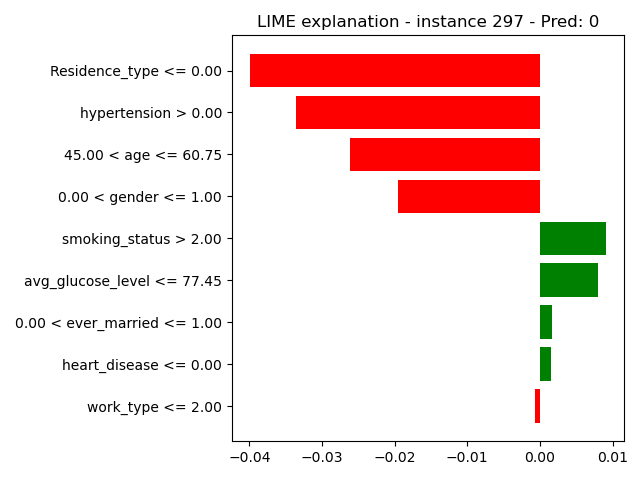 LIME explanation - instance 297 - Pred: 0
Residence_type <= 0.00
hypertension > 0.00
45.00 < age <= 60.75
0.00 < gender <= 1.00
smoking_status > 2.00
avg_glucose_level <= 77.45
0.00 < ever_married <= 1.00
heart_disease <= 0.00
work_type <= 2.00
−0.04 −0.03 −0.02 −0.01 0.00 0.01